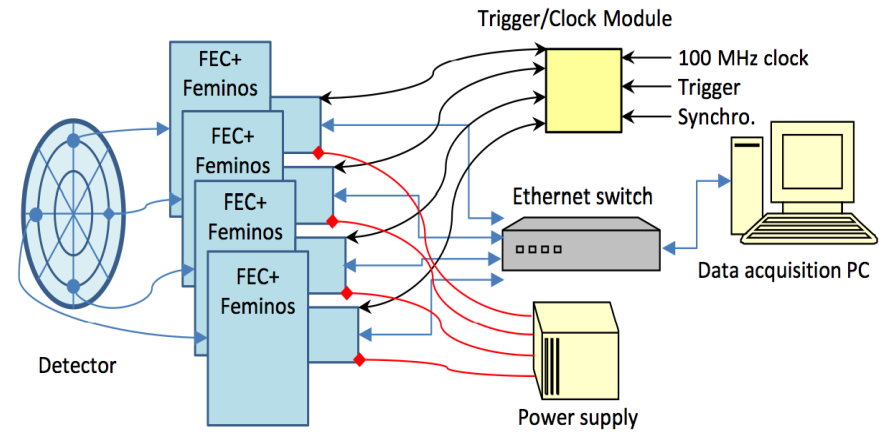 Trigger/Clock Module
FEC+
Feminos
100 MHz clock
Trigger
Synchro.
FEC+
Feminos
FEC+
Feminos
Ethernet switch
FEC+
Feminos
Data acquisition PC
Detector
Power supply